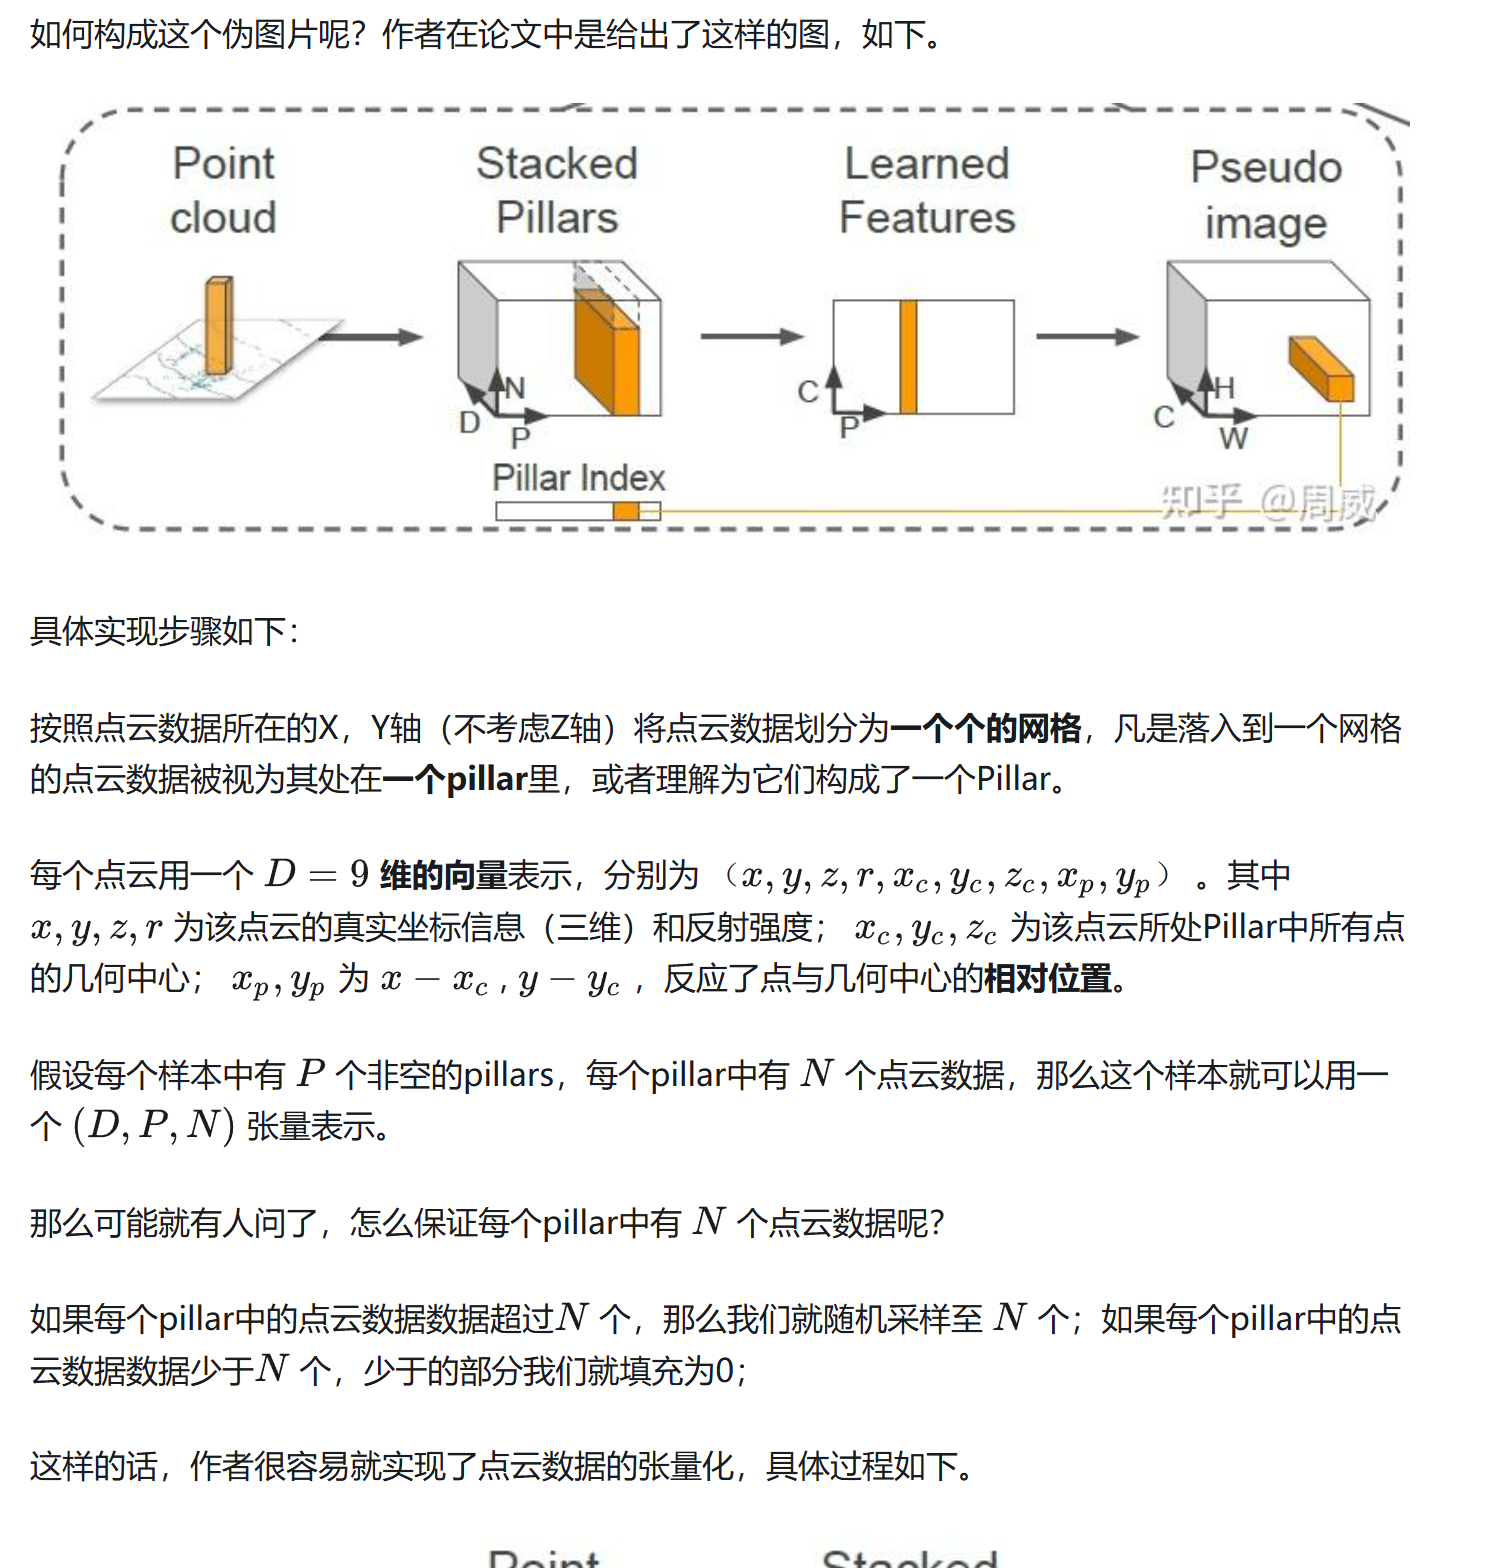 如何构成这个伪图片呢？作者在论文中是给出了这样的图，如下。
Point cloud
Stacked Pillars
Learned Features
Pseudo image
N
D
P
C
P
H
C
W
Pillar Index
知乎 @周威
具体实现步骤如下：
按照点云数据所在的X，Y轴（不考虑Z轴）将点云数据划分为一个个的网格，凡是落入到一个网格
的点云数据被视为其处在一个pillar里，或者理解为它们构成了一个Pillar。
每个点云用一个 D = 9 维的向量表示，分别为 （x, y, z, r, x_c, y_c, z_c, x_p, y_p） 。其中
x, y, z, r 为该点云的真实坐标信息（三维）和反射强度； x_c, y_c, z_c 为该点云所处Pillar中所有点
的几何中心； x_p, y_p 为 x − x_c , y − y_c ，反应了点与几何中心的相对位置。
假设每个样本中有 P 个非空的pillars，每个pillar中有 N 个点云数据，那么这个样本就可以用一
个 (D, P, N) 张量表示。
那么可能就有人问了，怎么保证每个pillar中有 N 个点云数据呢？
如果每个pillar中的点云数据数据超过N 个，那么我们就随机采样至 N 个；如果每个pillar中的点
云数据数据少于N 个，少于的部分我们就填充为0；
这样的话，作者很容易就实现了点云数据的张量化，具体过程如下。
Point
Stacked